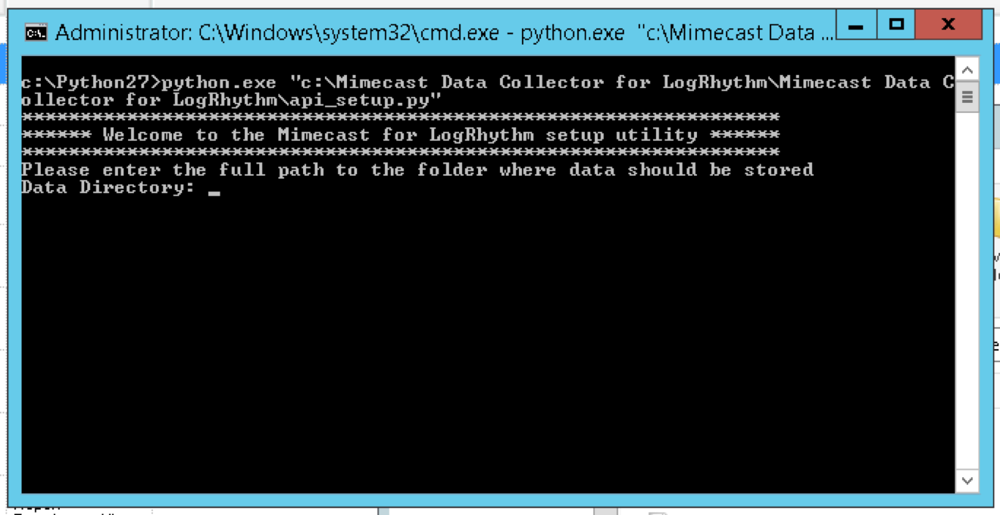 Administrator: C:\Windows\system32\cmd.exe - python.exe "c:\Mimecast Data ...
c:\Python27>python.exe "c:\Mimecast Data Collector for LogRhythm\Mimecast Data C
ollector for LogRhythm\api_setup.py"
*****************************************************************
****** Welcome to the Mimecast for LogRhythm setup utility ******
*****************************************************************
Please enter the full path to the folder where data should be stored
Data Directory: _